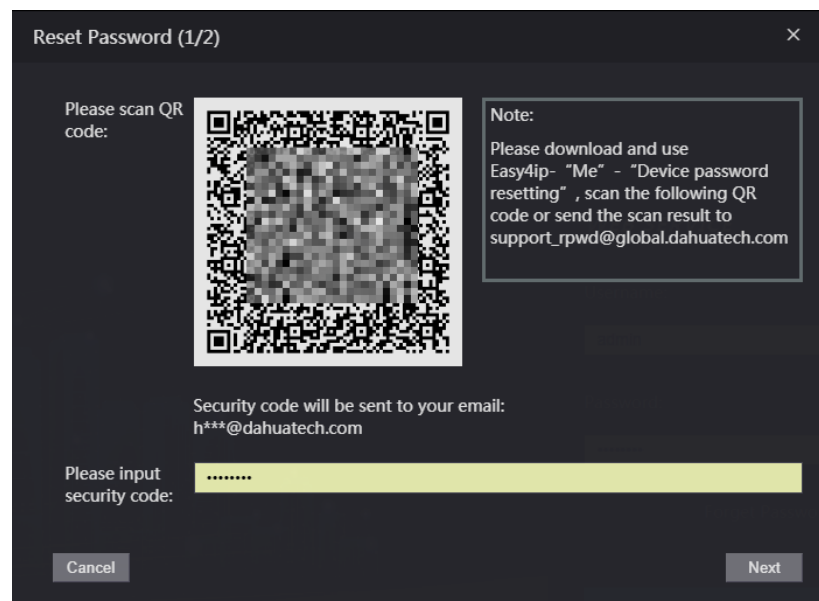 Reset Password (1/2)
×
Please scan QR
code:
Note:
Please download and use
Easy4ip- “Me” - “Device password
resetting” , scan the following QR
code or send the scan result to
support_rpwd@global.dahuatech.com
Security code will be sent to your email:
h***@dahuatech.com
Please input
security code:
••••••••
Cancel
Next